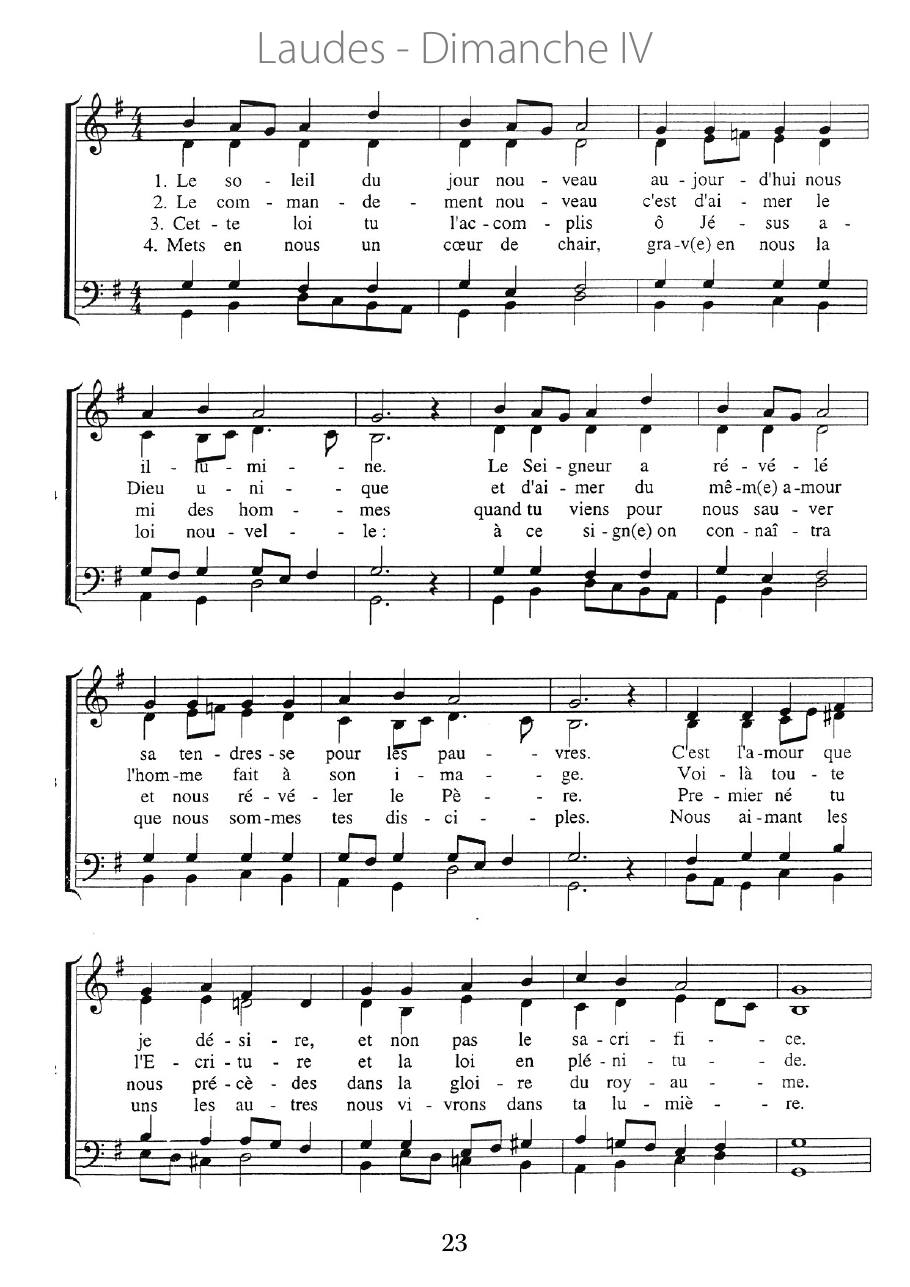 Laudes - Dimanche IV
1. Le so - leil du jour nou - veau au - jour - d'hui nous
2. Le com - man - de - ment nou - veau c'est d'ai - mer le
3. Cet - te loi tu l'ac - com - plis ô Jé - sus a -
4. Mets en nous un cœur de chair, gra - v(e) en nous la
il - lu - mi - ne. Le Sei - gneur a ré - vé - lé
Dieu u - ni - que et d'ai - mer du mê - m(e) a - mour
mi des hom - mes quand tu viens pour nous sau - ver
loi nou - vel - le : à ce si - gn(e) on con - naî - tra
sa ten - dres - se pour les pau - vres. C'est l'a - mour que
l'hom - me fait à son i - ma - ge. Voi - là tou - te
et nous ré - vé - ler le Pè - re. Pre - mier né tu
que nous som - mes tes dis - ci - ples. Nous ai - mant les
je dé - si - re, et non pas le sa - cri - fi - ce.
l'E - cri - tu - re et la loi en plé - ni - tu - de.
nous pré - cè - des dans la gloi - re du roy - au - me.
uns les au - tres nous vi - vrons dans ta lu - miè - re.
23